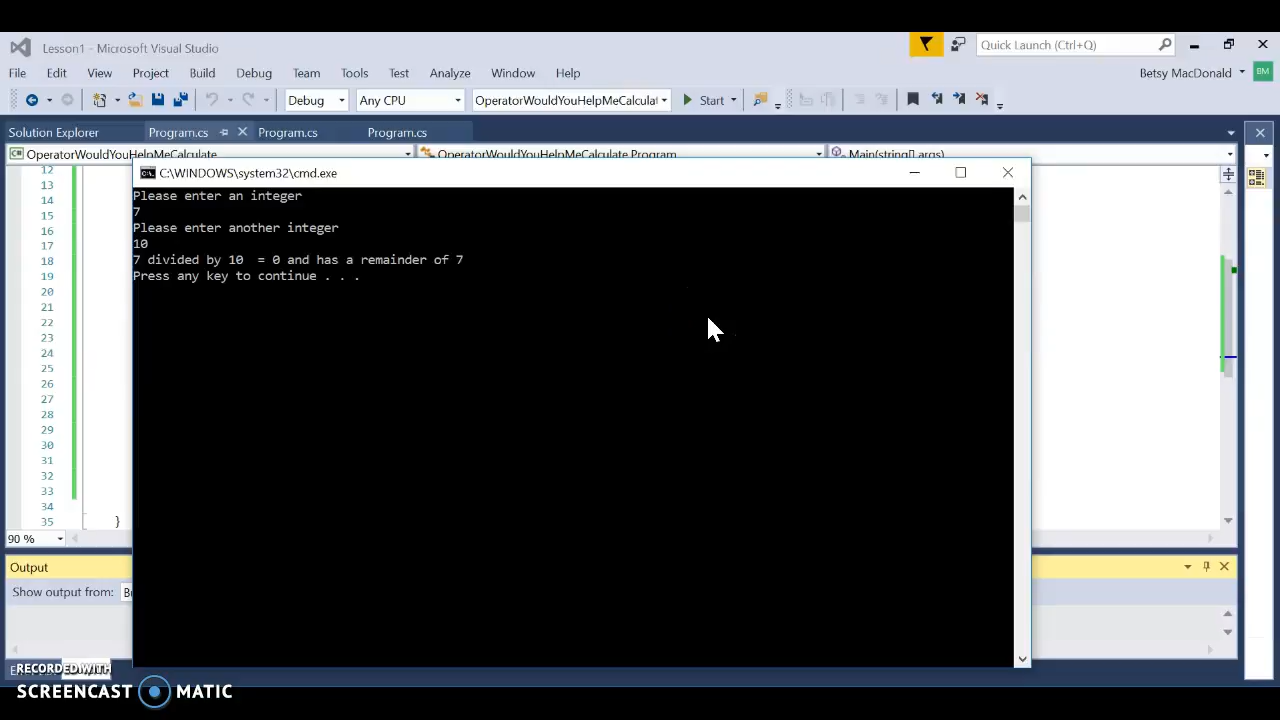 Lesson1 - Microsoft Visual Studio
Quick Launch (Ctrl+Q)
File Edit View Project Build Debug Team Tools Test Analyze Window Help
Betsy MacDonald BM
Debug Any CPU OperatorWouldYouHelpMeCalculat Start
Solution Explorer Program.cs Program.cs Program.cs
OperatorWouldYouHelpMeCalculate OperatorWouldYouHelpMeCalculate.Program Main(string[] args)
C:\WINDOWS\system32\cmd.exe
Please enter an integer
7
Please enter another integer
10
7 divided by 10  = 0 and has a remainder of 7
Press any key to continue . . .
12
13
14
15
16
17
18
19
20
21
22
23
24
25
26
27
28
29
30
31
32
33
34
35 }
90 %
Output
Show output from:
RECORDED WITH
SCREENCAST MATIC